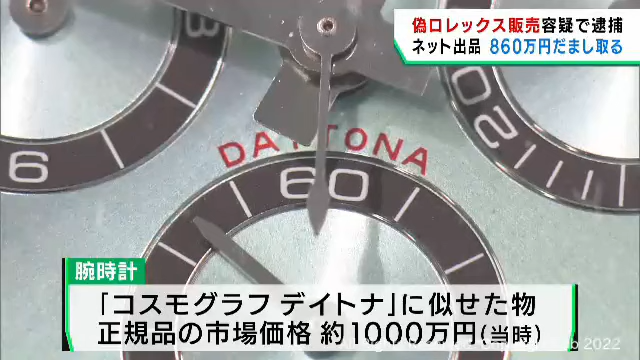 偽ロレックス販売容疑で逮捕
ネット出品 860万円だまし取る
DAYTONA
60
9
20
腕時計
「コスモグラフ デイトナ」に似せた物
正規品の市場価格 約1000万円(当時)
2022